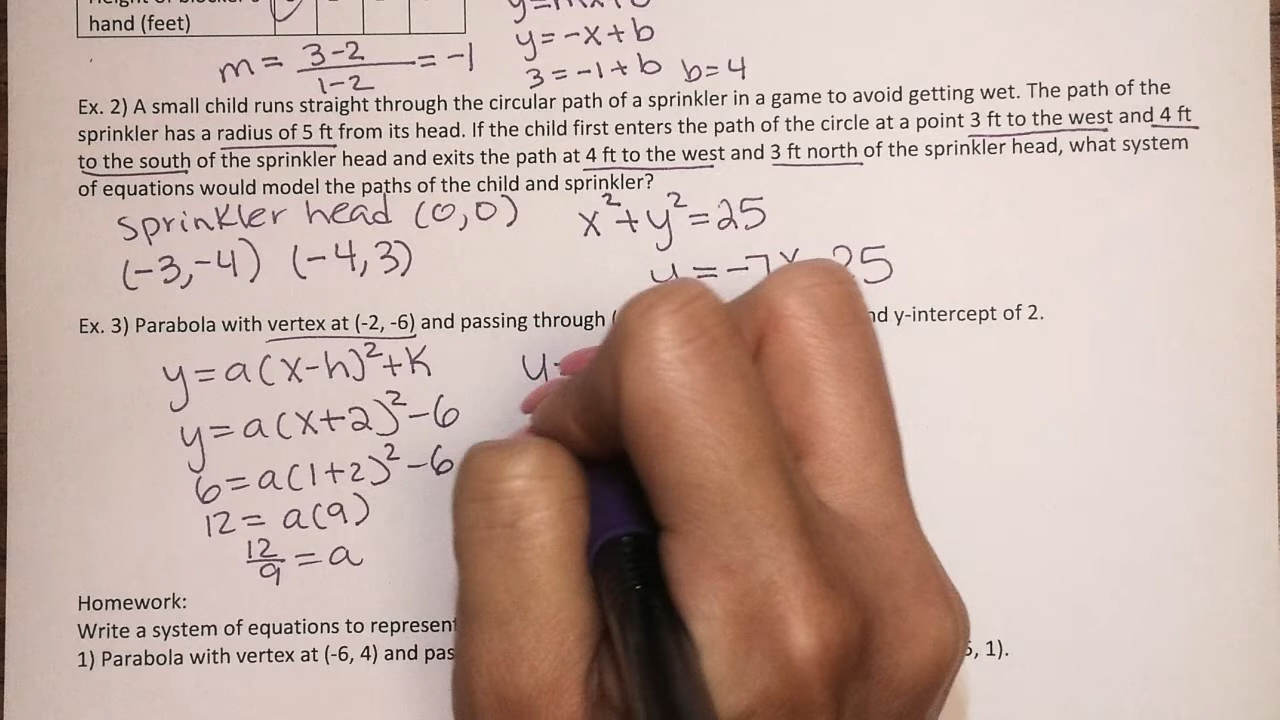 hand (feet)
m = 3-2 / 1-2 = -1
y = -x + b
3 = -1 + b b = 4
Ex. 2) A small child runs straight through the circular path of a sprinkler in a game to avoid getting wet. The path of the
sprinkler has a radius of 5 ft from its head. If the child first enters the path of the circle at a point 3 ft to the west and 4 ft
to the south of the sprinkler head and exits the path at 4 ft to the west and 3 ft north of the sprinkler head, what system
of equations would model the paths of the child and sprinkler?
sprinkler head (0,0) x² + y² = 25
(-3,-4) (-4,3) = -7x 25
Ex. 3) Parabola with vertex at (-2, -6) and passing through ( y-intercept of 2.
y = a(x-h)² + k
y = a(x+2)² - 6
6 = a(1+2)² - 6
12 = a(9)
12/9 = a
Homework:
Write a system of equations to represent
1) Parabola with vertex at (-6, 4) and , 1).